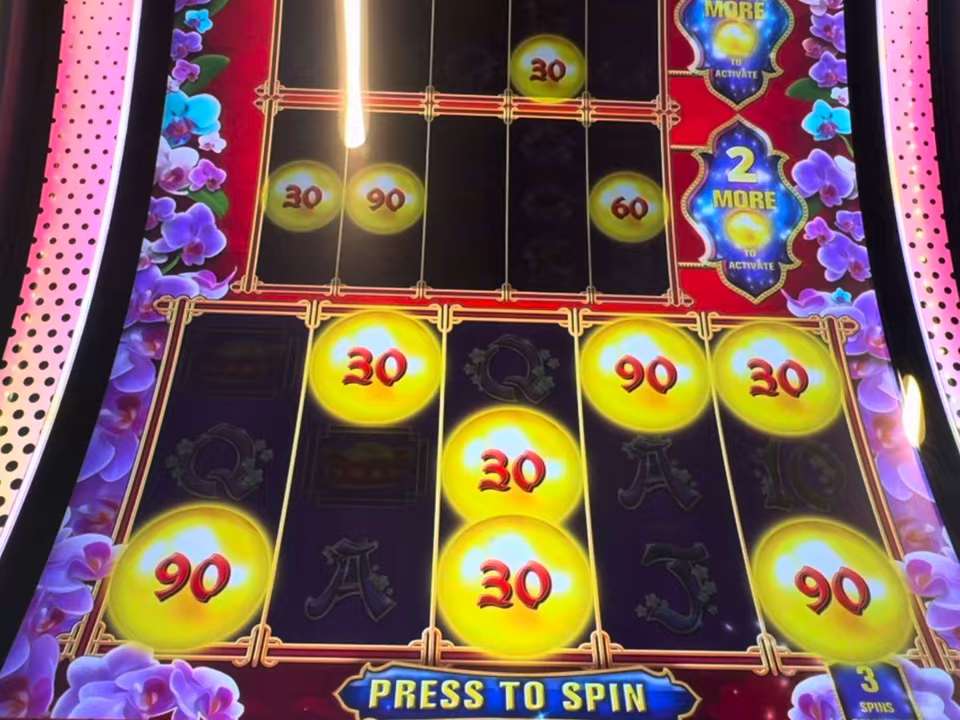 MORE
TO
ACTIVATE
30
2
MORE
TO
ACTIVATE
30 90 60
30 Q 90 30
Q 30 A 10
90 A 30 J 90
3
SPINS
PRESS TO SPIN